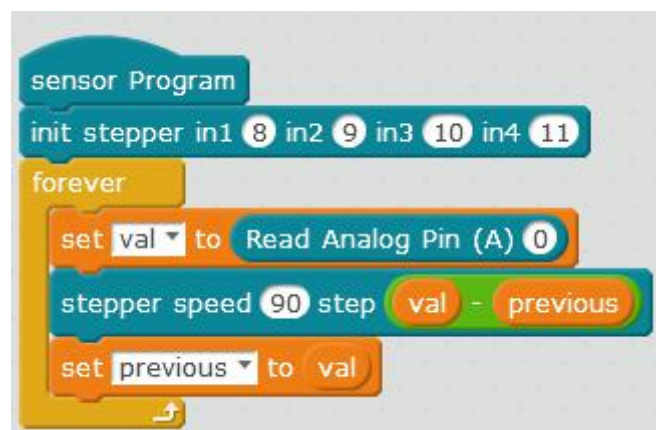 sensor Program
init stepper in1 8 in2 9 in3 10 in4 11
forever
set val to Read Analog Pin (A) 0
stepper speed 90 step val - previous
set previous to val